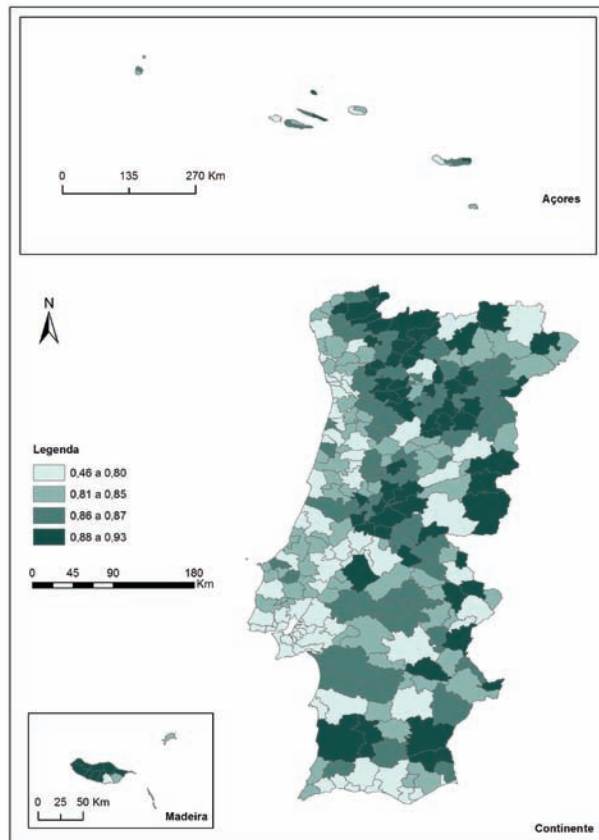 0 135 270 Km
Açores
N
Legenda
0,46 a 0,80
0,81 a 0,85
0,86 a 0,87
0,88 a 0,93
0 45 90 180
Km
0 25 50 Km
Madeira
Continente